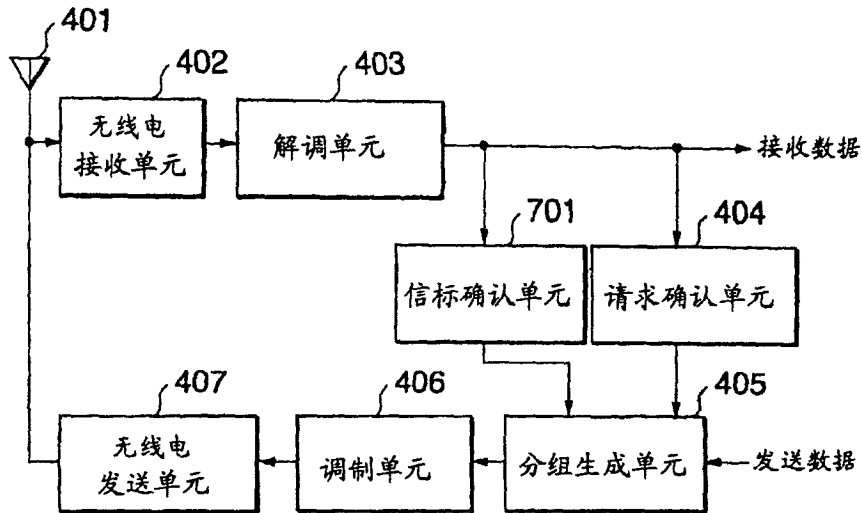 401
402
403
无线电
接收单元
解调单元
接收数据
701
404
信标确认单元
请求确认单元
407
406
405
无线电
发送单元
调制单元
分组生成单元
发送数据